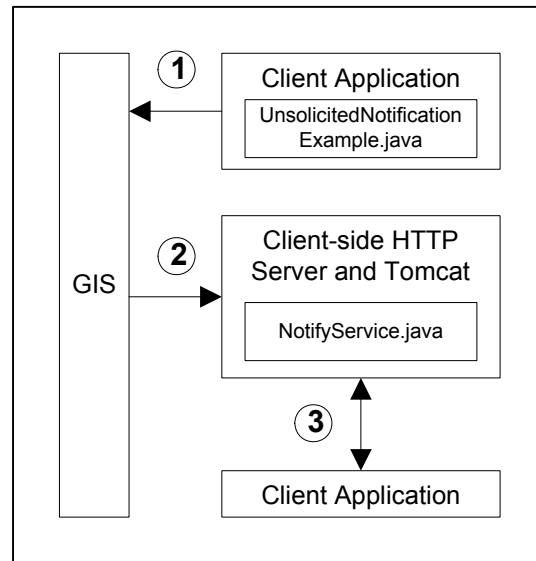 1
Client Application
UnsolicitedNotification
Example.java
GIS
2
Client-side HTTP
Server and Tomcat
NotifyService.java
3
Client Application